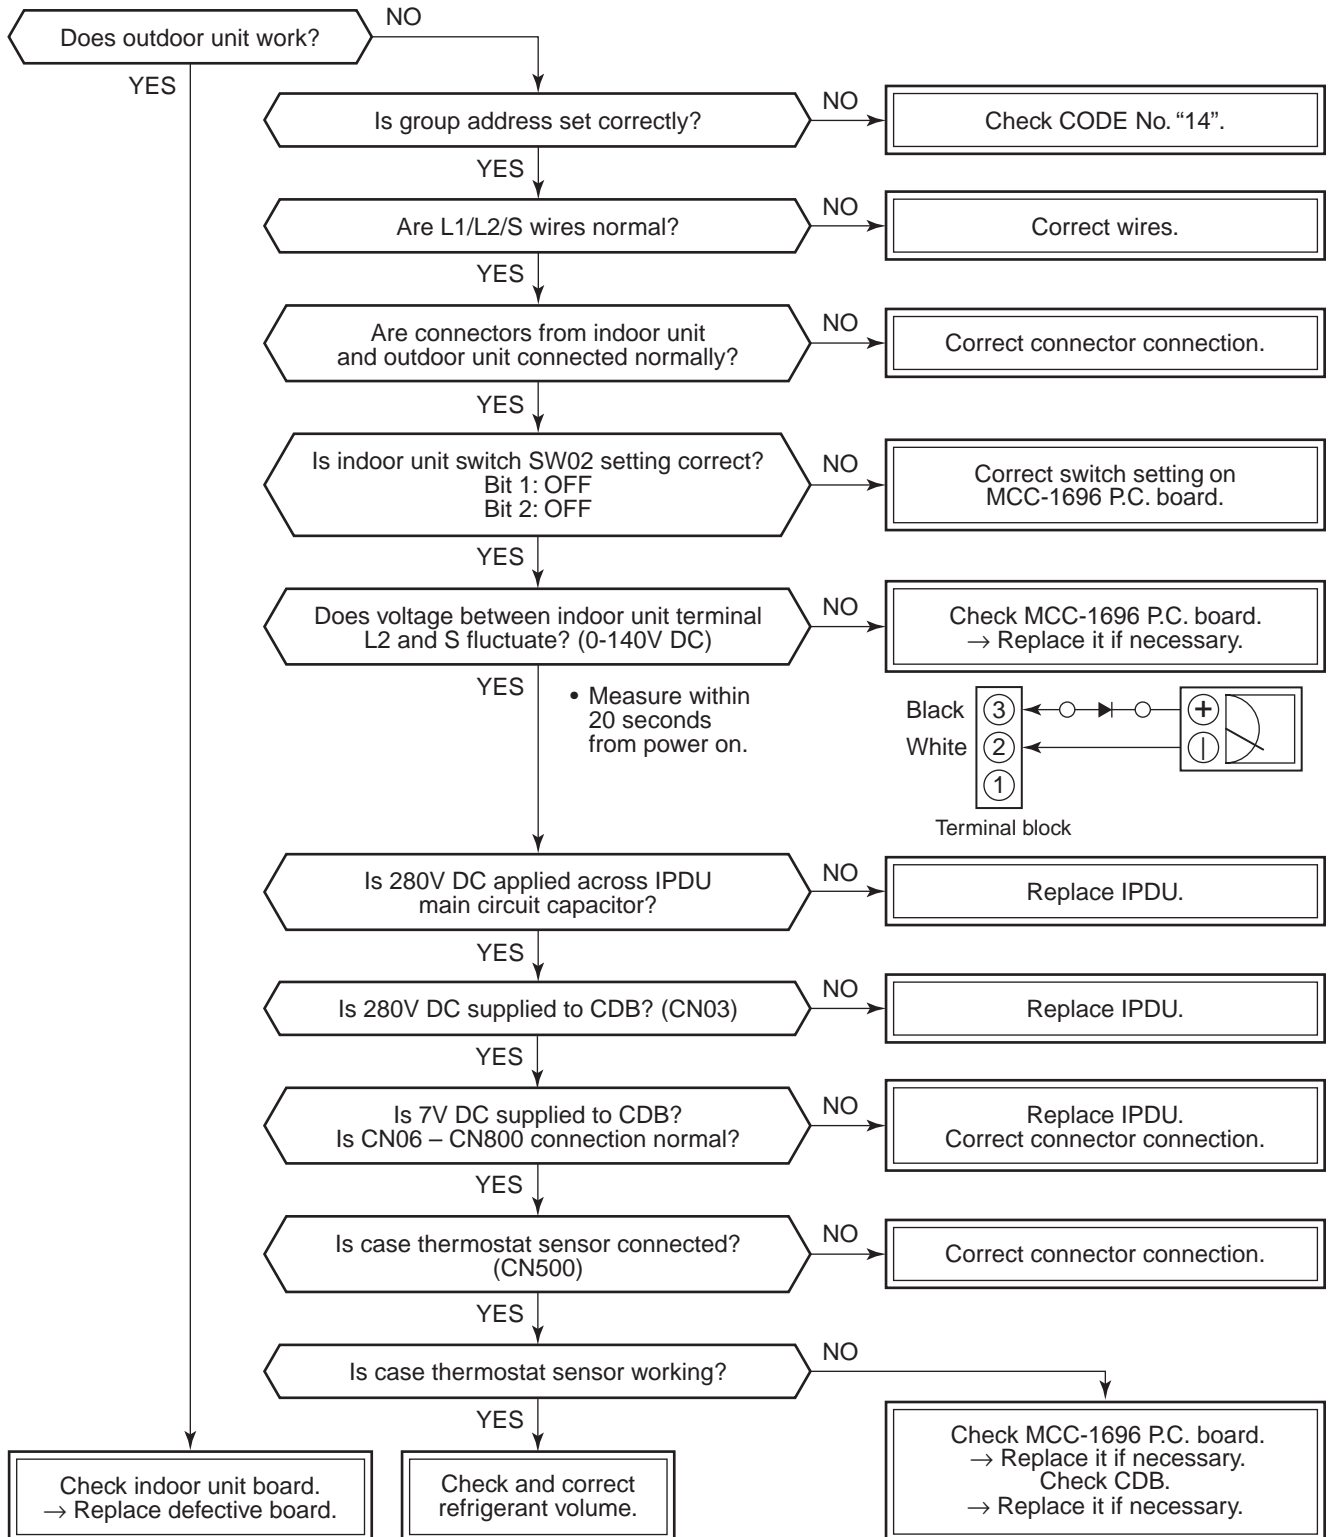 Does outdoor unit work?
NO
YES
Is group address set correctly?
NO
Check CODE No. “14”.
YES
Are L1/L2/S wires normal?
NO
Correct wires.
YES
Are connectors from indoor unit
and outdoor unit connected normally?
NO
Correct connector connection.
YES
Is indoor unit switch SW02 setting correct?
Bit 1: OFF
Bit 2: OFF
NO
Correct switch setting on
MCC-1696 P.C. board.
YES
Does voltage between indoor unit terminal
L2 and S fluctuate? (0-140V DC)
NO
Check MCC-1696 P.C. board.
→ Replace it if necessary.
YES
• Measure within
20 seconds
from power on.
Black 3 +
White 2 –
1
Terminal block
Is 280V DC applied across IPDU
main circuit capacitor?
NO
Replace IPDU.
YES
Is 280V DC supplied to CDB? (CN03)
NO
Replace IPDU.
YES
Is 7V DC supplied to CDB?
Is CN06 – CN800 connection normal?
NO
Replace IPDU.
Correct connector connection.
YES
Is case thermostat sensor connected?
(CN500)
NO
Correct connector connection.
YES
Is case thermostat sensor working?
NO
YES
Check indoor unit board.
→ Replace defective board.
Check and correct
refrigerant volume.
Check MCC-1696 P.C. board.
→ Replace it if necessary.
Check CDB.
→ Replace it if necessary.